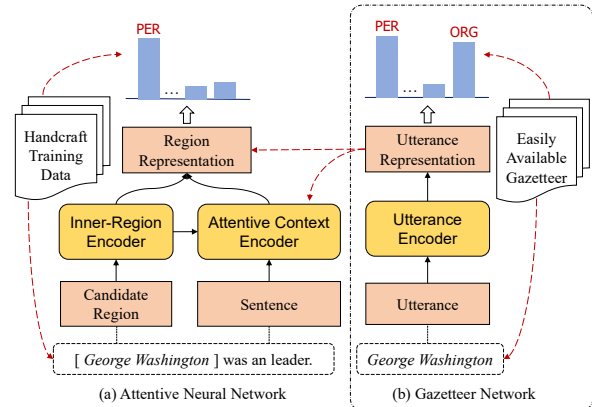 PER
...
Handcraft
Training
Data
Region
Representation
Inner-Region
Encoder
Attentive Context
Encoder
Candidate
Region
Sentence
[ George Washington ] was an leader.
(a) Attentive Neural Network
PER
ORG
...
Utterance
Representation
Easily
Available
Gazetteer
Utterance
Encoder
Utterance
George Washington
(b) Gazetteer Network